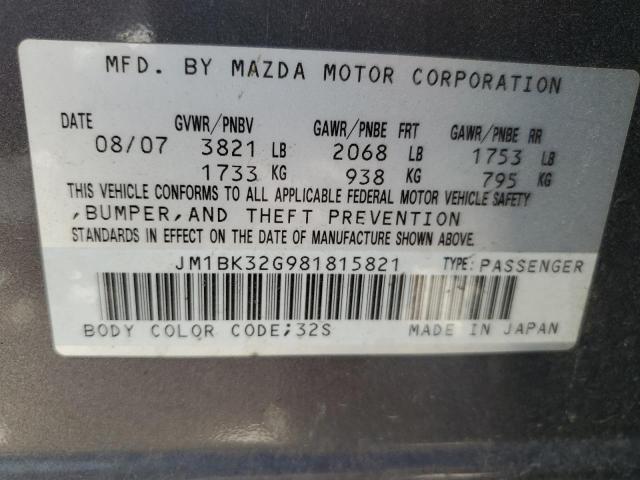 MFD. BY MAZDA MOTOR CORPORATION
DATE GVWR/PNBV GAWR/PNBE FRT GAWR/PNBE RR
08/07 3821 LB 2068 LB 1753 LB
1733 KG 938 KG 795 KG
THIS VEHICLE CONFORMS TO ALL APPLICABLE FEDERAL MOTOR VEHICLE SAFETY
,BUMPER,AND THEFT PREVENTION
STANDARDS IN EFFECT ON THE DATE OF MANUFACTURE SHOWN ABOVE.
JM1BK32G981815821 TYPE:PASSENGER
BODY COLOR CODE;32S MADE IN JAPAN